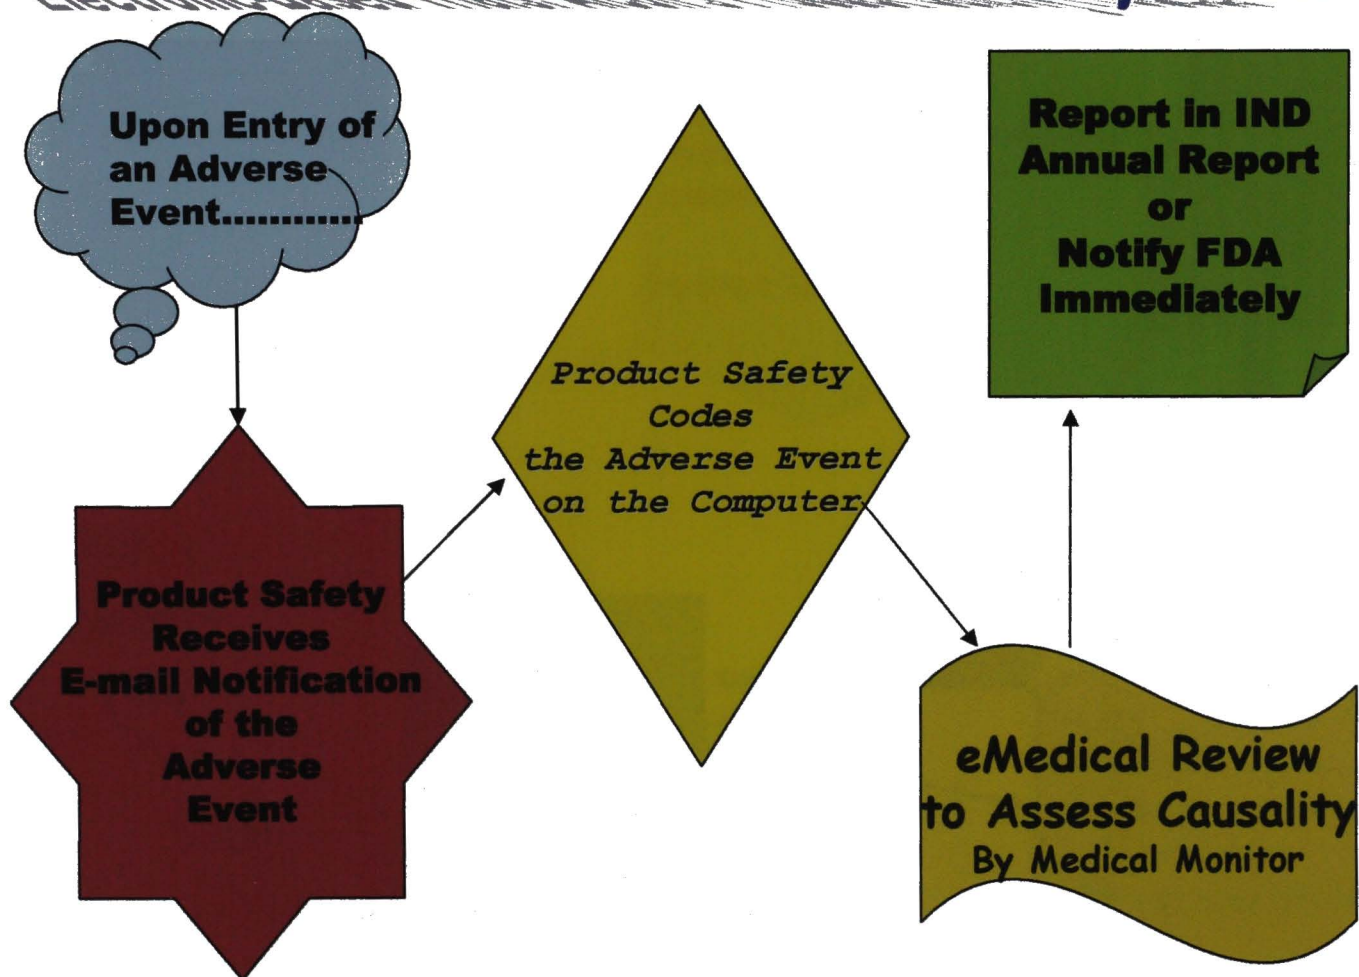 Upon Entry of
an Adverse
Event............
Product Safety
Receives
E-mail Notification
of the
Adverse
Event
Product Safety
Codes
the Adverse Event
on the Computer
eMedical Review
to Assess Causality
By Medical Monitor
Report in IND
Annual Report
or
Notify FDA
Immediately